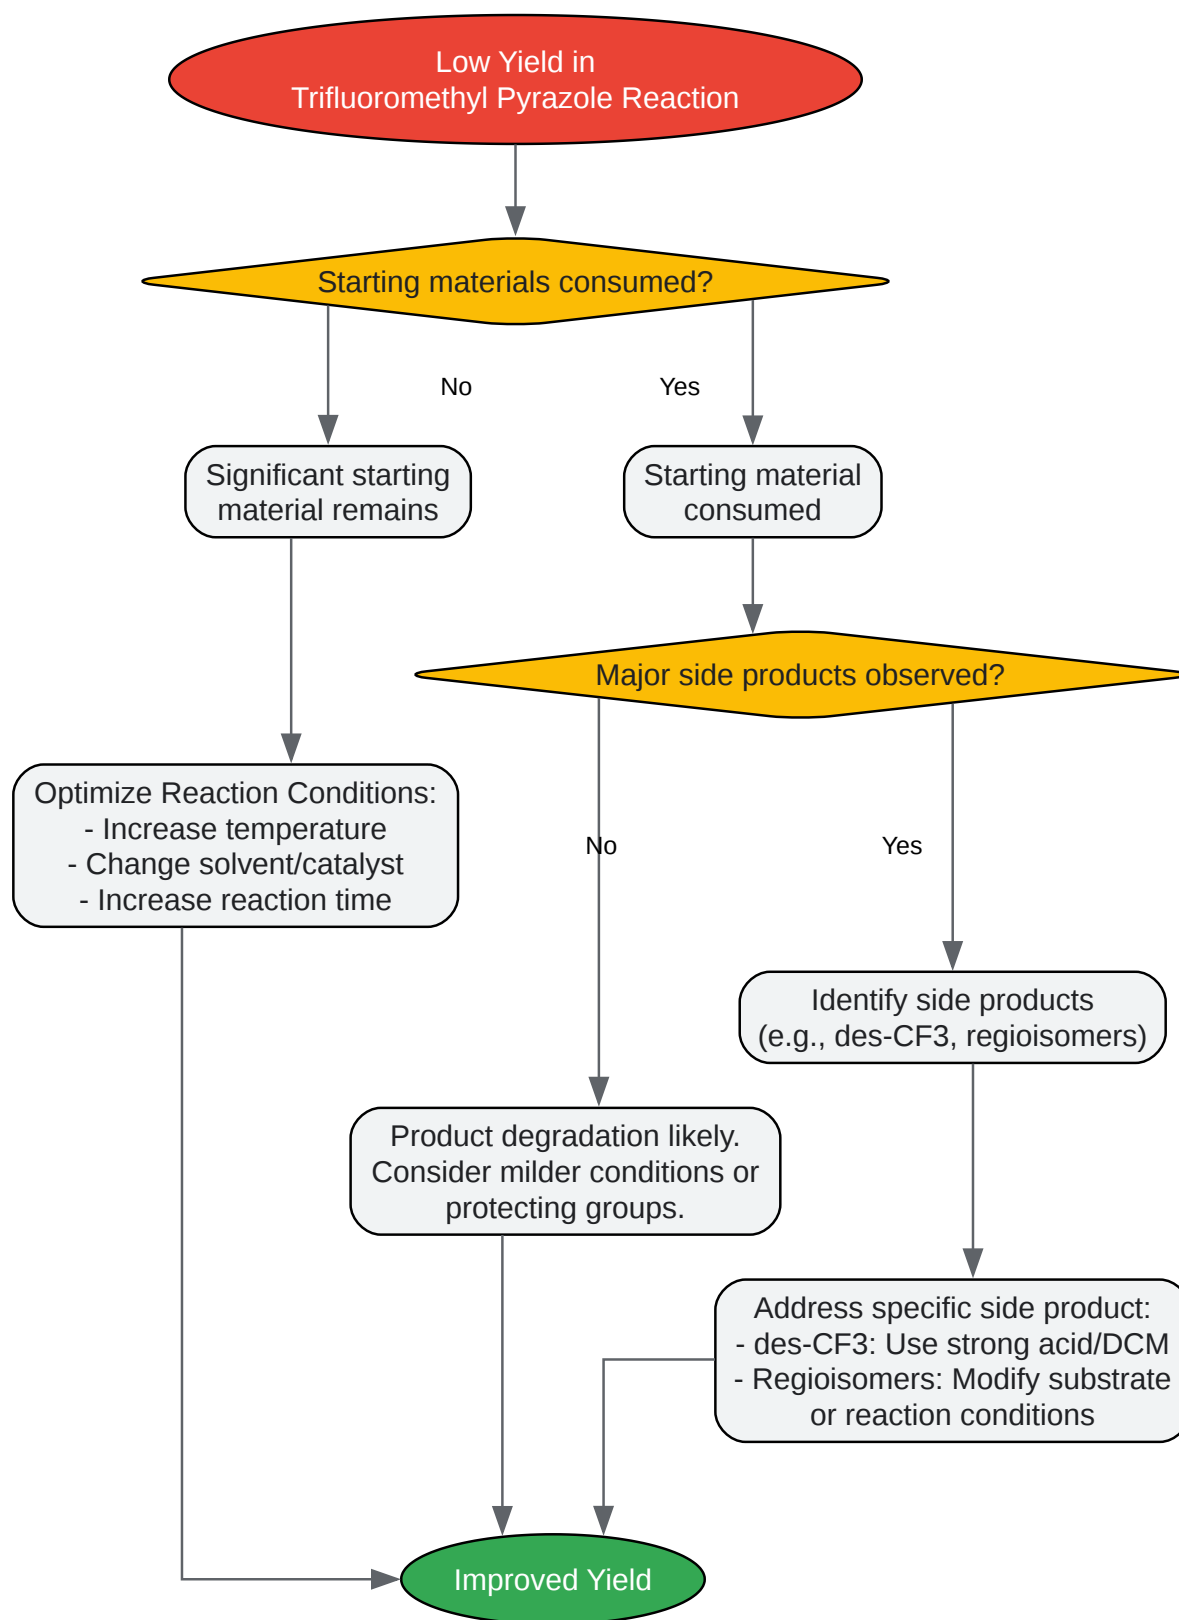 Low Yield in
Trifluoromethyl Pyrazole Reaction
Starting materials consumed?
No
Yes
Significant starting
material remains
Starting material
consumed
Major side products observed?
Optimize Reaction Conditions:
- Increase temperature
- Change solvent/catalyst
- Increase reaction time
No
Yes
Identify side products
(e.g., des-CF3, regioisomers)
Product degradation likely.
Consider milder conditions or
protecting groups.
Address specific side product:
- des-CF3: Use strong acid/DCM
- Regioisomers: Modify substrate
or reaction conditions
Improved Yield